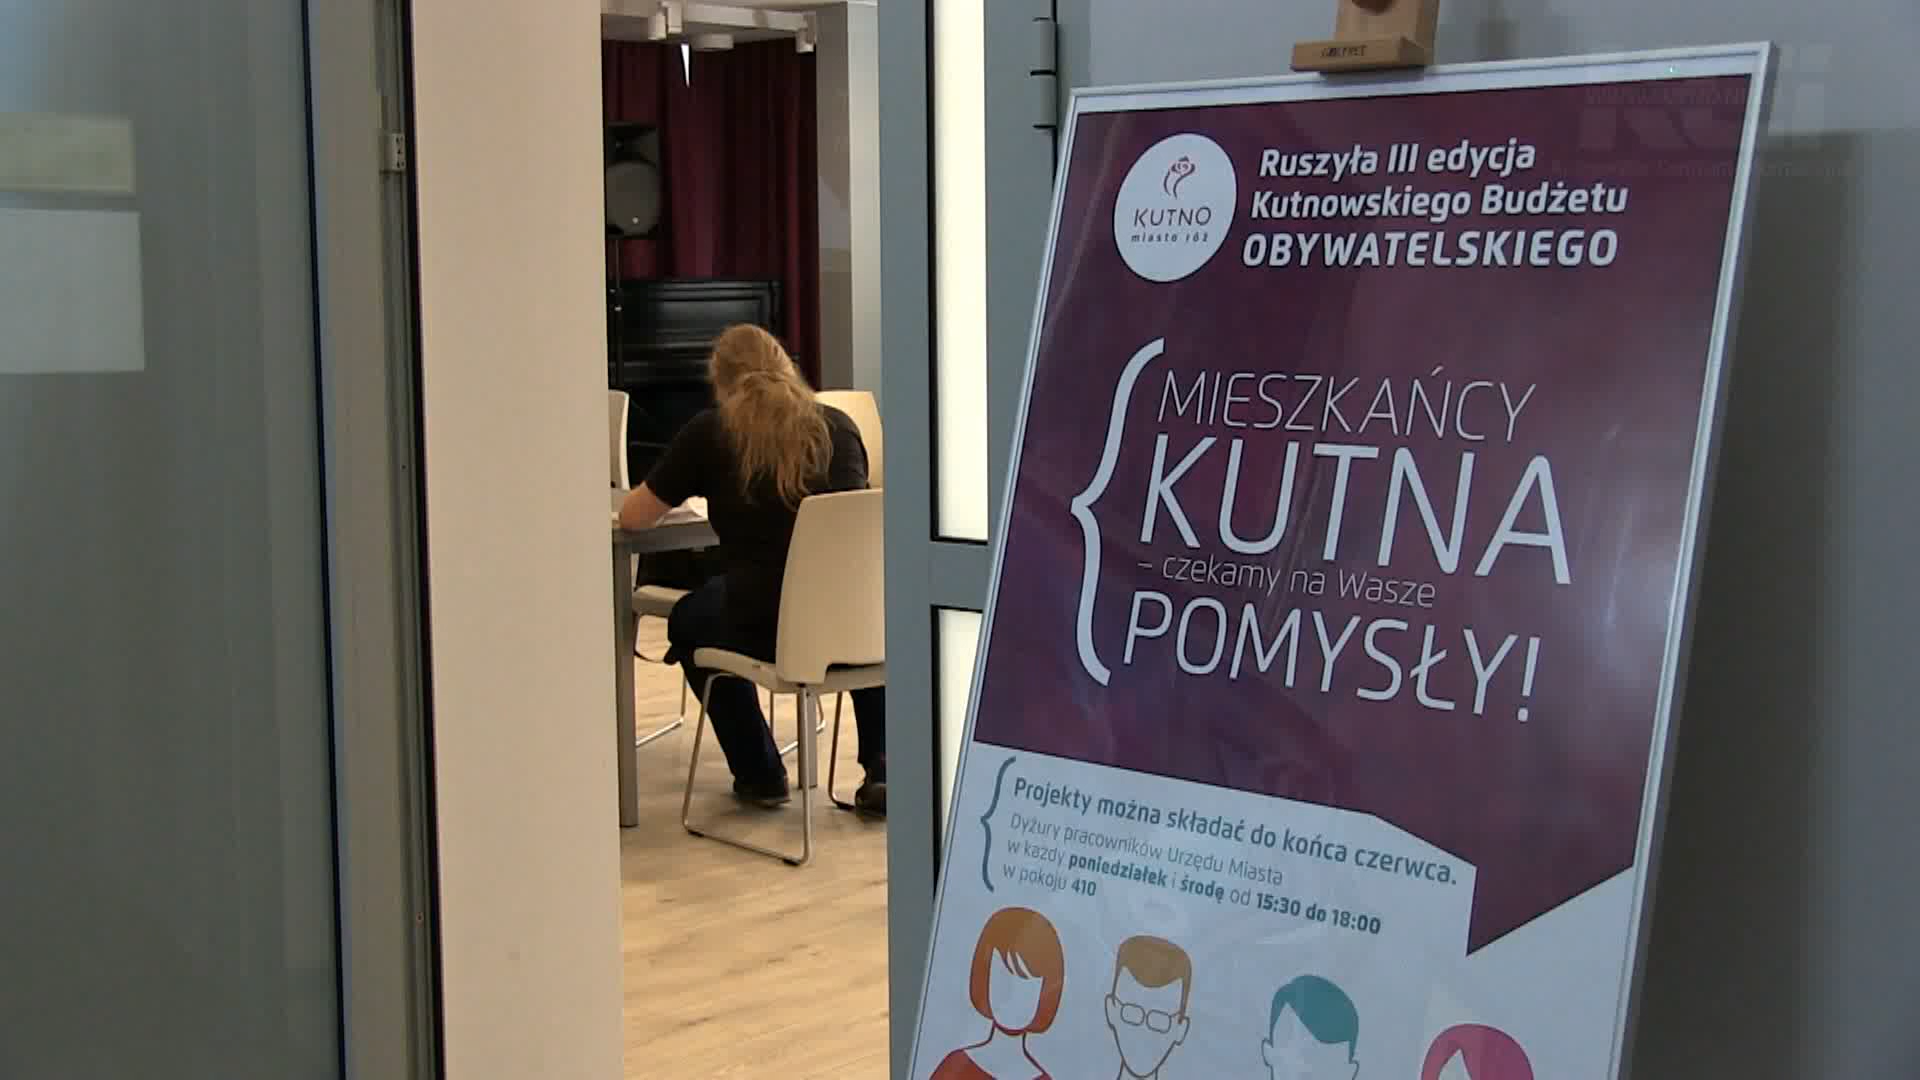 KUTNO
miasto róż
Ruszyła III edycja
Kutnowskiego Budżetu
OBYWATELSKIEGO
MIESZKAŃCY
KUTNA
– czekamy na Wasze
POMYSŁY!
Projekty można składać do końca czerwca.
Dyżury pracowników Urzędu Miasta
w każdy poniedziałek i środę od 15:30 do 18:00
w pokoju 410